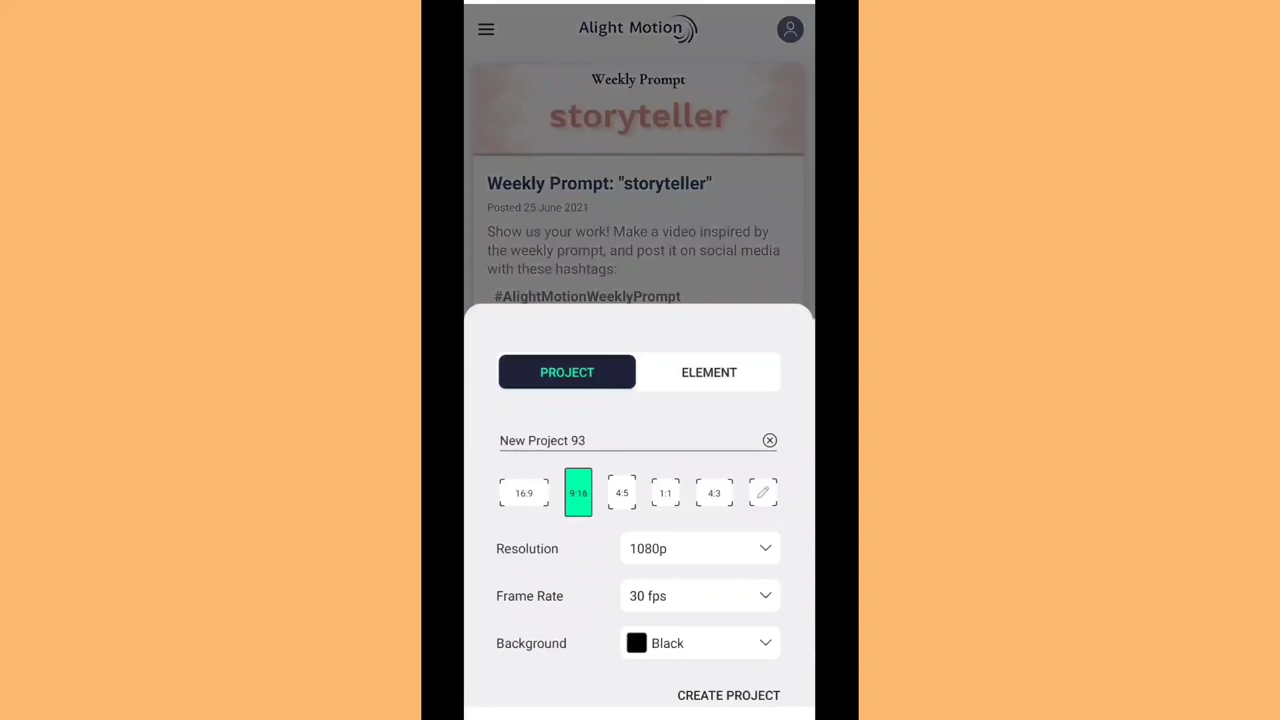 Alight Motion
Weekly Prompt
storyteller
Weekly Prompt: "storyteller"
Posted 25 June 2021
Show us your work! Make a video inspired by
the weekly prompt, and post it on social media
with these hashtags:
#AlightMotionWeeklyPrompt
PROJECT ELEMENT
New Project 93
16:9 9:16 4:5 1:1 4:3
Resolution 1080p
Frame Rate 30 fps
Background Black
CREATE PROJECT